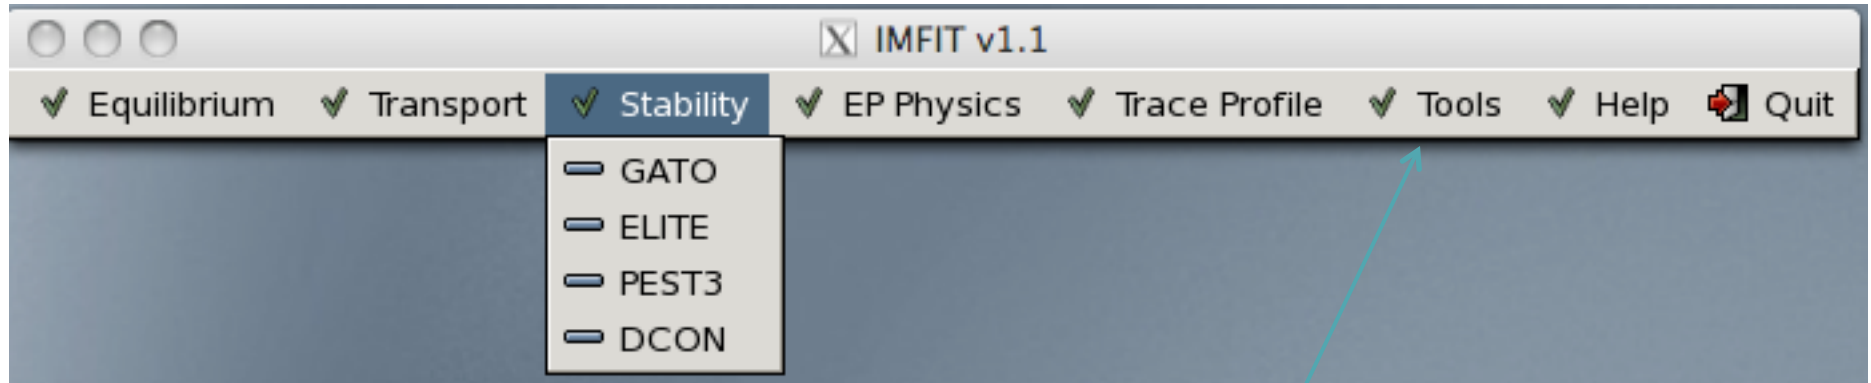 IMFIT v1.1
Equilibrium Transport Stability EP Physics Trace Profile Tools Help Quit
GATO
ELITE
PEST3
DCON